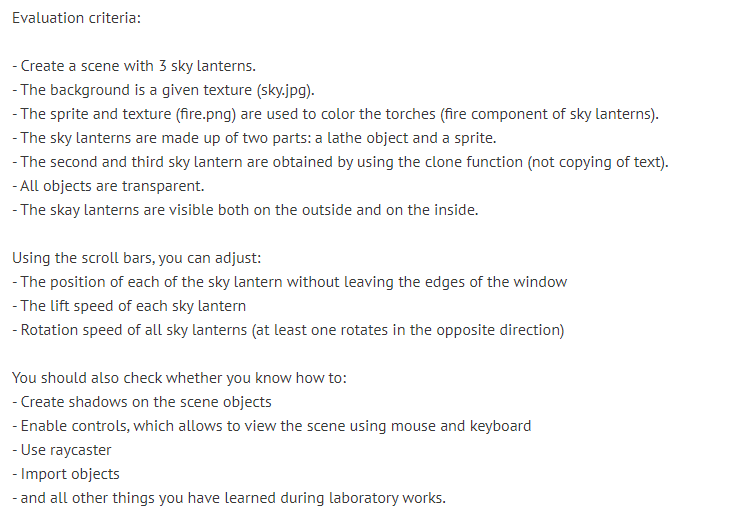 Evaluation criteria:
- Create a scene with 3 sky lanterns.
- The background is a given texture (sky.jpg).
- The sprite and texture (fire.png) are used to color the torches (fire component of sky lanterns).
- The sky lanterns are made up of two parts: a lathe object and a sprite.
- The second and third sky lantern are obtained by using the clone function (not copying of text).
- All objects are transparent.
- The skay lanterns are visible both on the outside and on the inside.
Using the scroll bars, you can adjust:
- The position of each of the sky lantern without leaving the edges of the window
- The lift speed of each sky lantern
- Rotation speed of all sky lanterns (at least one rotates in the opposite direction)
You should also check whether you know how to:
- Create shadows on the scene objects
- Enable controls, which allows to view the scene using mouse and keyboard
- Use raycaster
- Import objects
- and all other things you have learned during laboratory works.